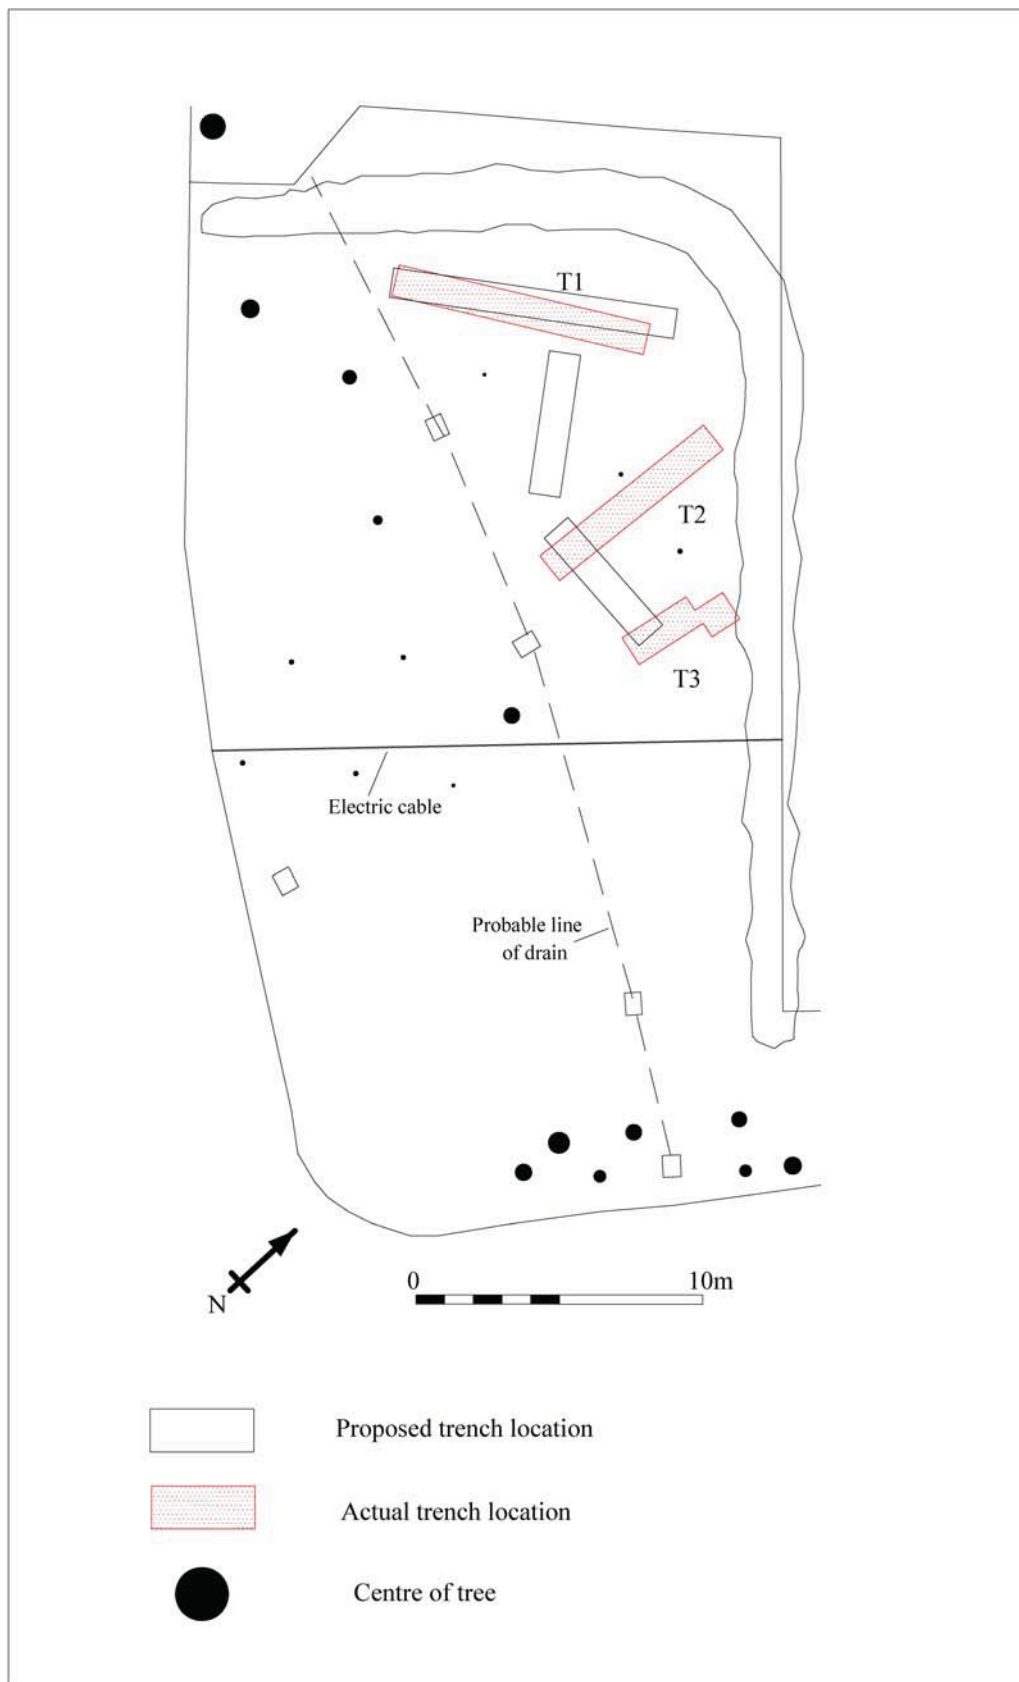 T1
T2
T3
Electric cable
Probable line
of drain
N
0
10m
Proposed trench location
Actual trench location
Centre of tree